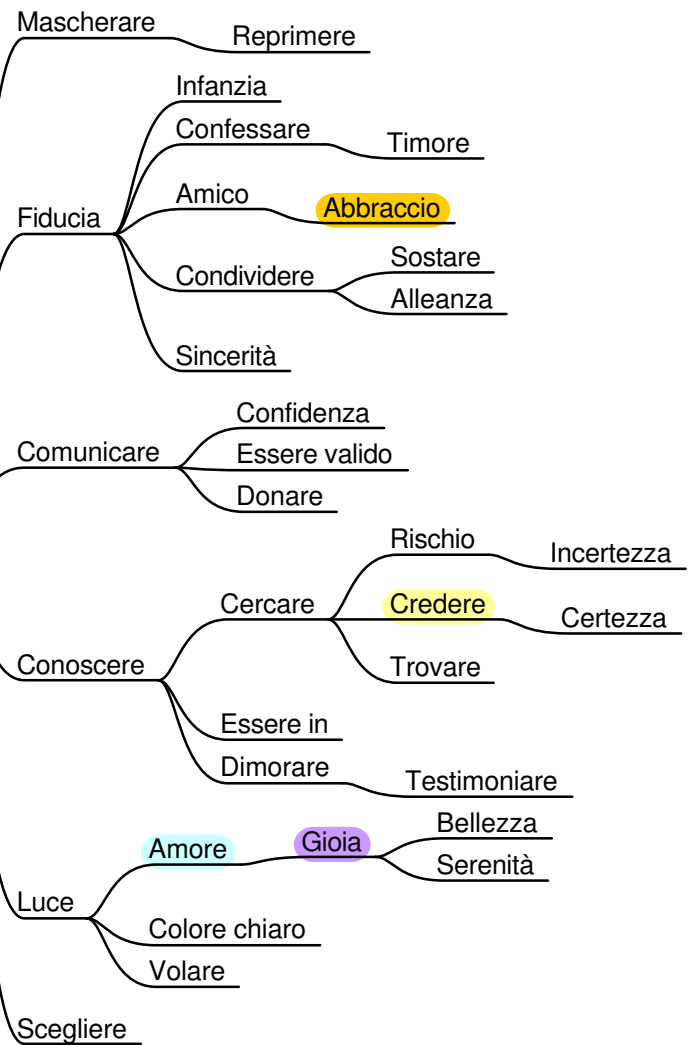 Mascherare
Reprimere
Infanzia
Confessare
Timore
Fiducia
Amico
Abbraccio
Condividere
Sostare
Alleanza
Sincerità
Comunicare
Confidenza
Essere valido
Donare
Conoscere
Cercare
Rischio
Incertezza
Credere
Certezza
Trovare
Essere in
Dimorare
Testimoniare
Luce
Amore
Gioia
Bellezza
Serenità
Colore chiaro
Volare
Scegliere